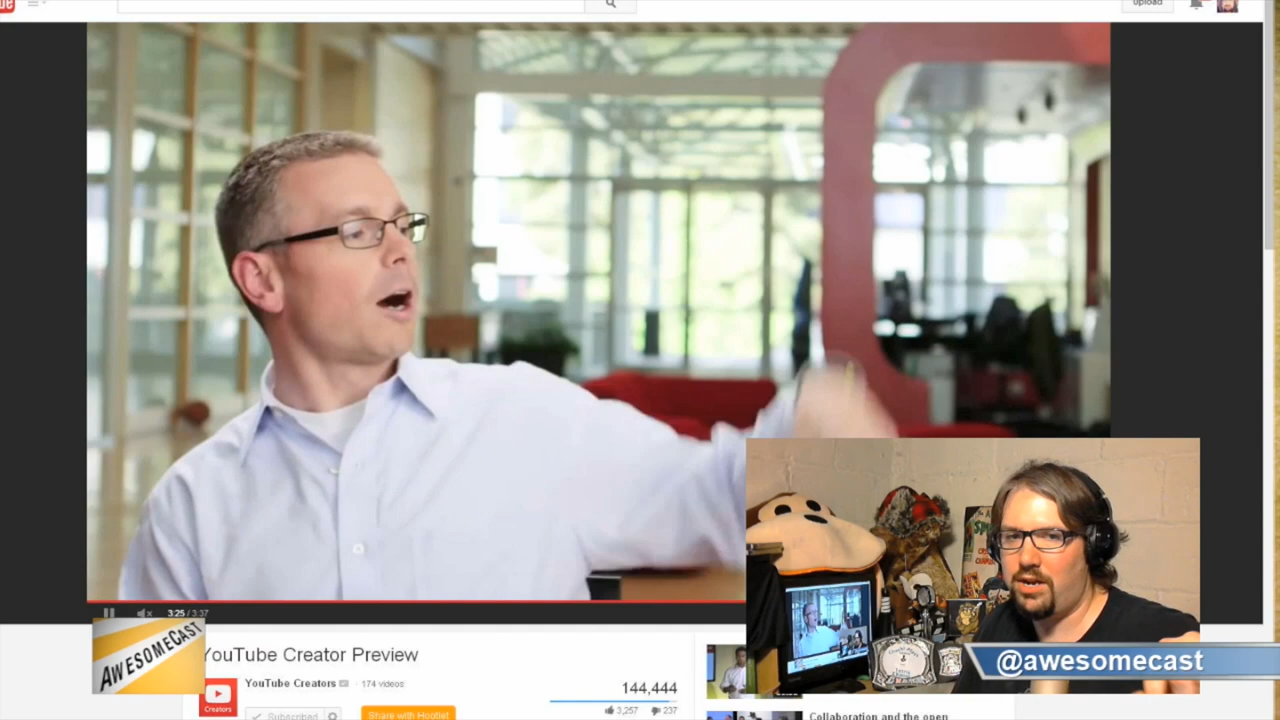 upload
3:25 / 3:37
AWESOMECAST
YouTube Creator Preview
YouTube Creators
174 videos
144,444
Creators
3,257
237
Subscribed
Share with Hootlet
@awesomecast
Collaboration and the open